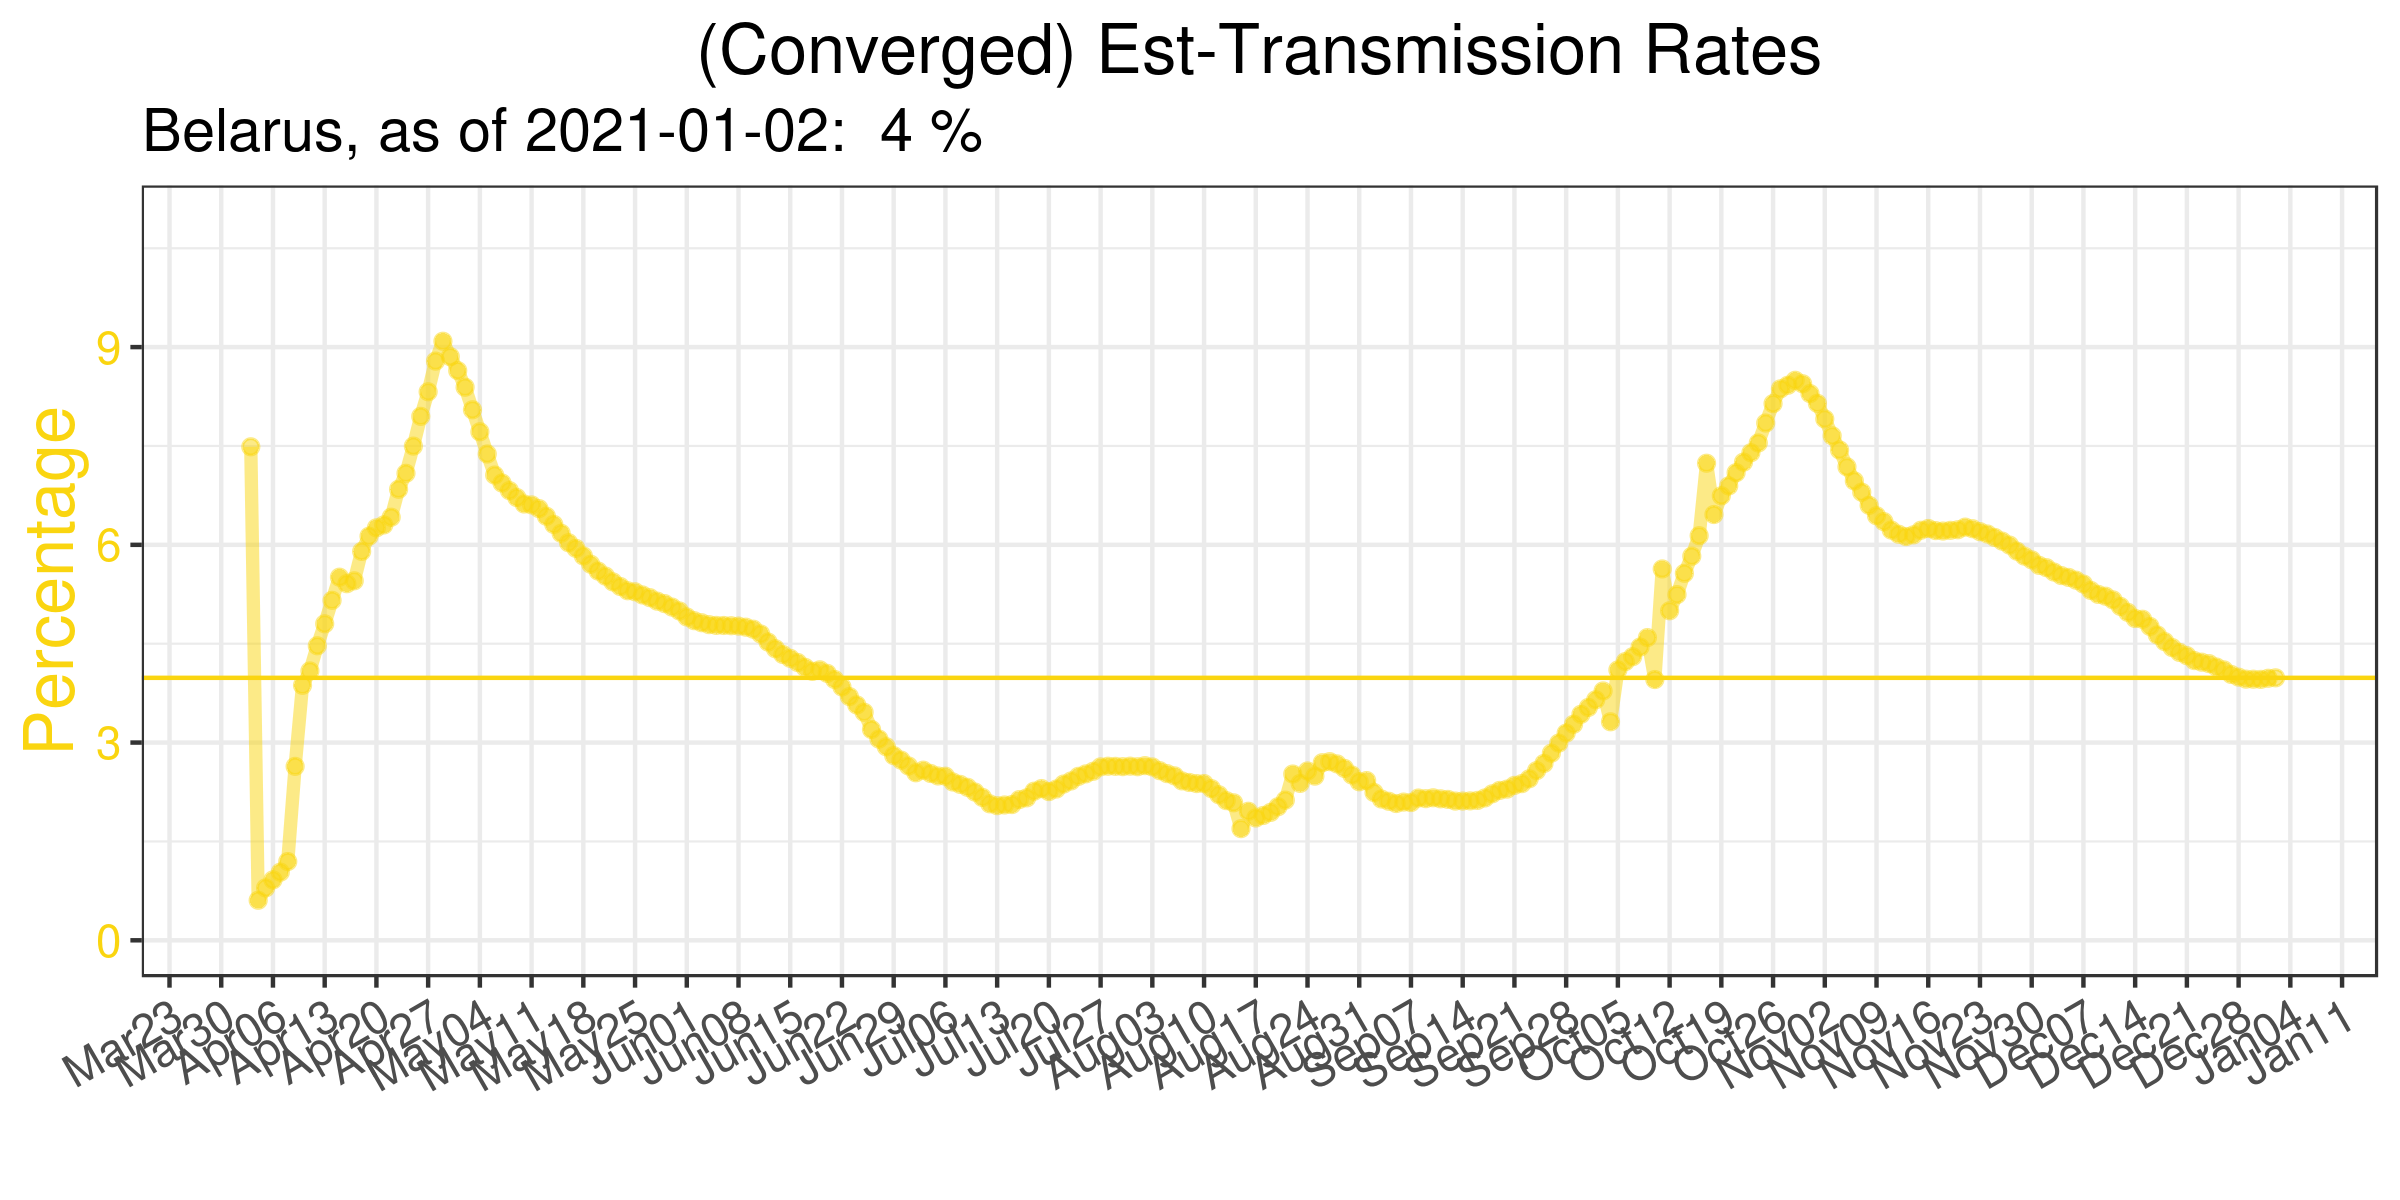 (Converged) Est-Transmission Rates
Belarus, as of 2021-01-02:  4 %
Percentage
9
6
3
0
Mar23
Mar30
Apr06
Apr13
Apr20
Apr27
May04
May11
May18
May25
Jun01
Jun08
Jun15
Jun22
Jun29
Jul06
Jul13
Jul20
Jul27
Aug03
Aug10
Aug17
Aug24
Aug31
Sep07
Sep14
Sep21
Sep28
Oct05
Oct12
Oct19
Oct26
Nov02
Nov09
Nov16
Nov23
Nov30
Dec07
Dec14
Dec21
Dec28
Jan04
Jan11